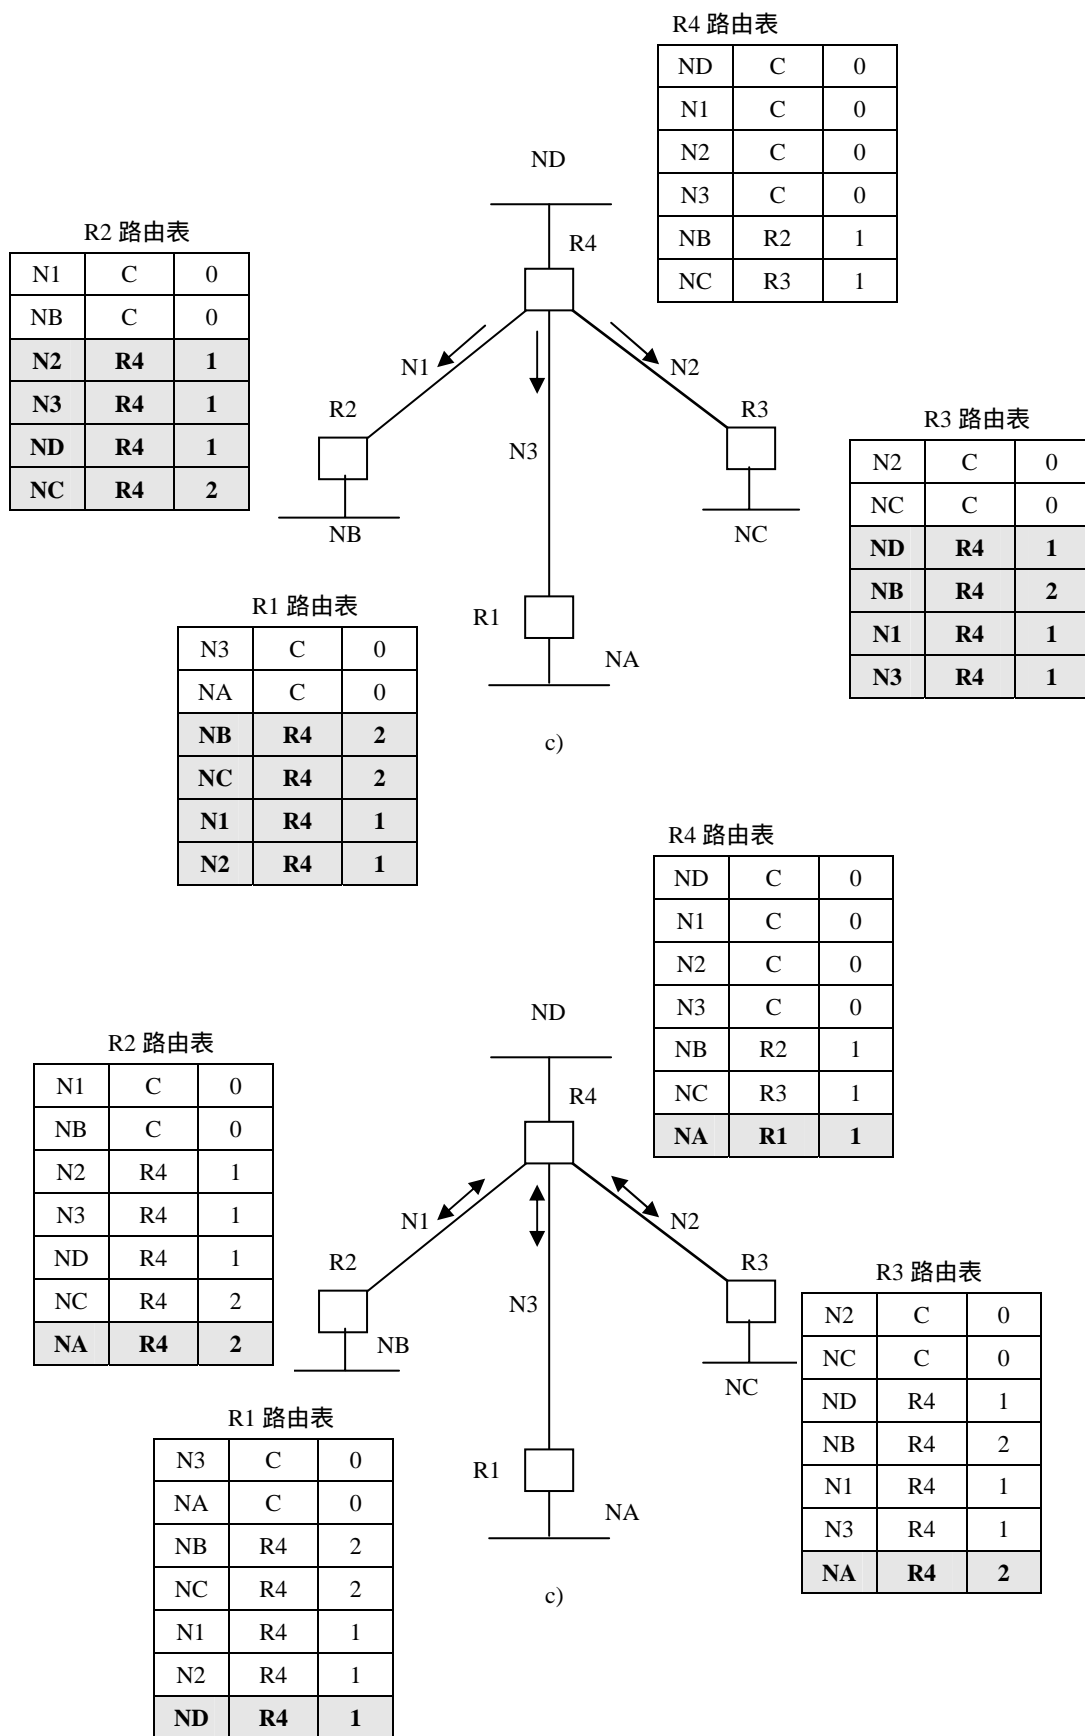 R4 路由表
ND C 0
N1 C 0
N2 C 0
N3 C 0
NB R2 1
NC R3 1
ND
R4
R2 路由表
N1 C 0
NB C 0
N2 R4 1
N3 R4 1
ND R4 1
NC R4 2
N1
N2
R2
R3
N3
NB
NC
R3 路由表
N2 C 0
NC C 0
ND R4 1
NB R4 2
N1 R4 1
N3 R4 1
R1 路由表
N3 C 0
NA C 0
NB R4 2
NC R4 2
N1 R4 1
N2 R4 1
R1
NA
c)
R4 路由表
ND C 0
N1 C 0
N2 C 0
N3 C 0
NB R2 1
NC R3 1
NA R1 1
ND
R4
R2 路由表
N1 C 0
NB C 0
N2 R4 1
N3 R4 1
ND R4 1
NC R4 2
NA R4 2
N1
N2
R2
R3
N3
NB
NC
R3 路由表
N2 C 0
NC C 0
ND R4 1
NB R4 2
N1 R4 1
N3 R4 1
NA R4 2
R1 路由表
N3 C 0
NA C 0
NB R4 2
NC R4 2
N1 R4 1
N2 R4 1
ND R4 1
R1
NA
c)